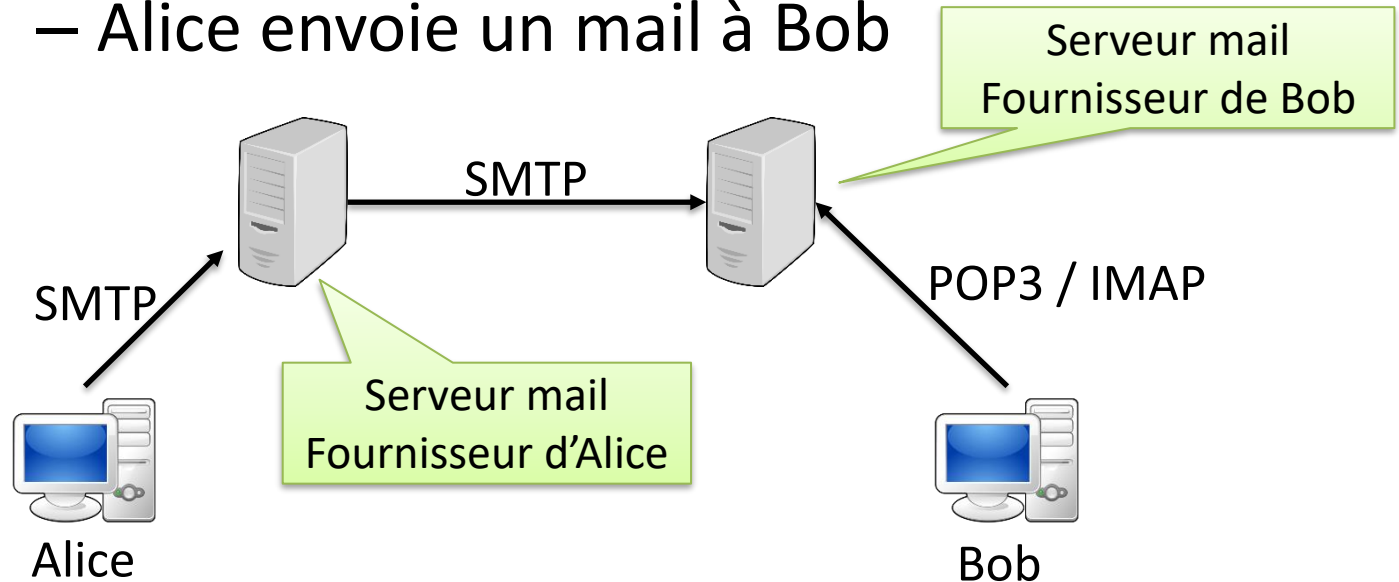 – Alice envoie un mail à Bob
Serveur mail
Fournisseur de Bob
SMTP
SMTP
POP3 / IMAP
Serveur mail
Fournisseur d’Alice
Alice
Bob